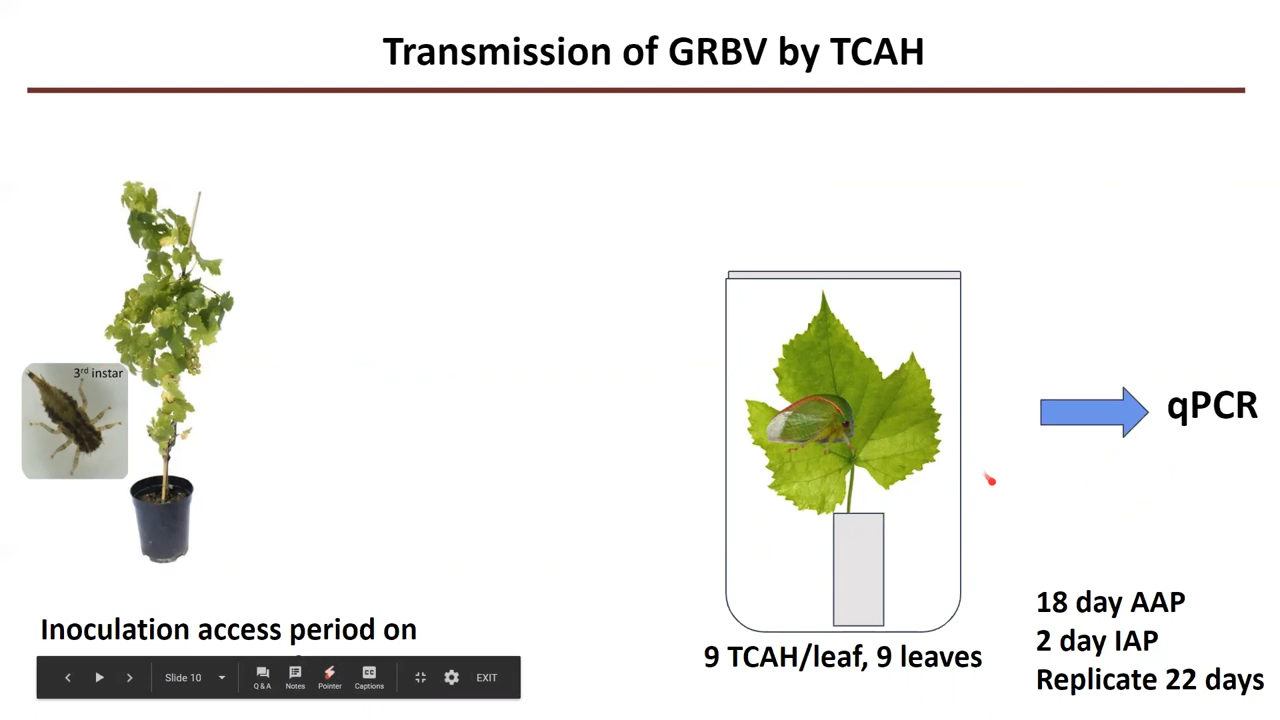 Transmission of GRBV by TCAH
3rd instar
qPCR
18 day AAP
2 day IAP
Replicate 22 days
9 TCAH/leaf, 9 leaves
Inoculation access period on
Slide 10
Q & A
Notes
Pointer
Captions
EXIT